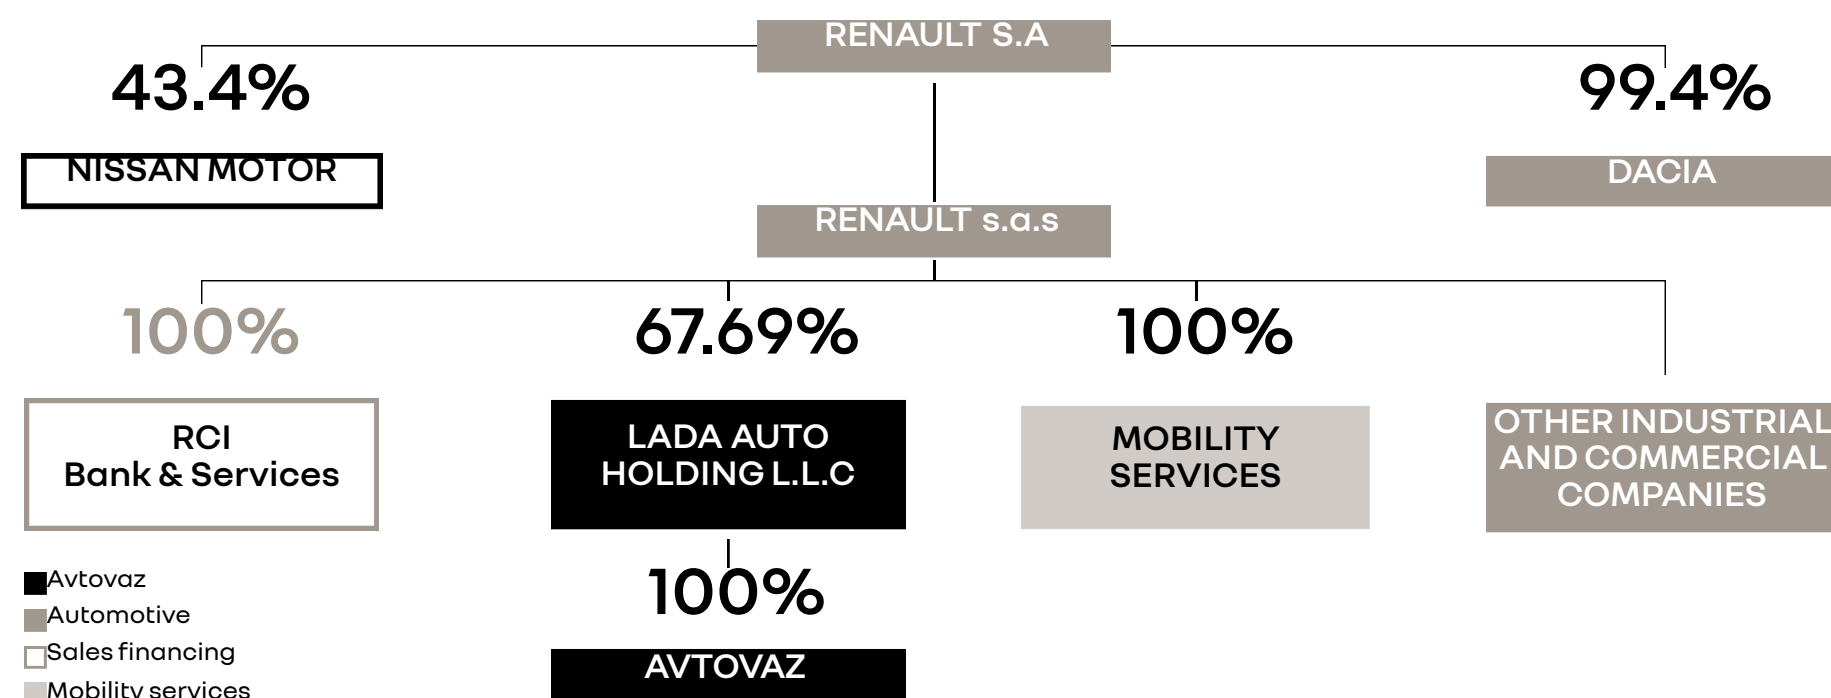 RENAULT S.A
43.4%
99.4%
NISSAN MOTOR
DACIA
RENAULT s.a.s
100%
67.69%
100%
RCI
Bank & Services
LADA AUTO
HOLDING L.L.C
MOBILITY
SERVICES
OTHER INDUSTRIAL
AND COMMERCIAL
COMPANIES
100%
AVTOVAZ
Avtovaz
Automotive
Sales financing
Mobility services